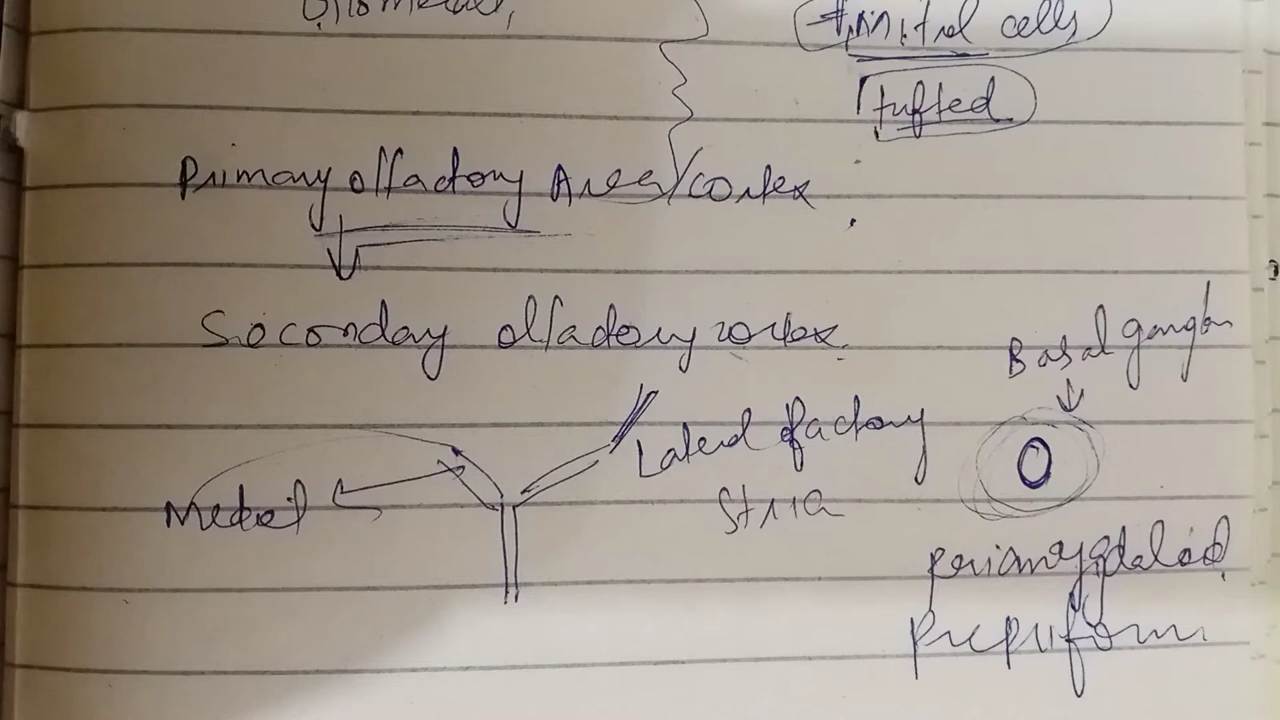 mitral cells
tufted
Primary olfactory Area/cortex
Secondary olfactory cortex.
Basal ganglia
Lateral olfactory
Stria
Medial
periamygdaloid
prepiriform